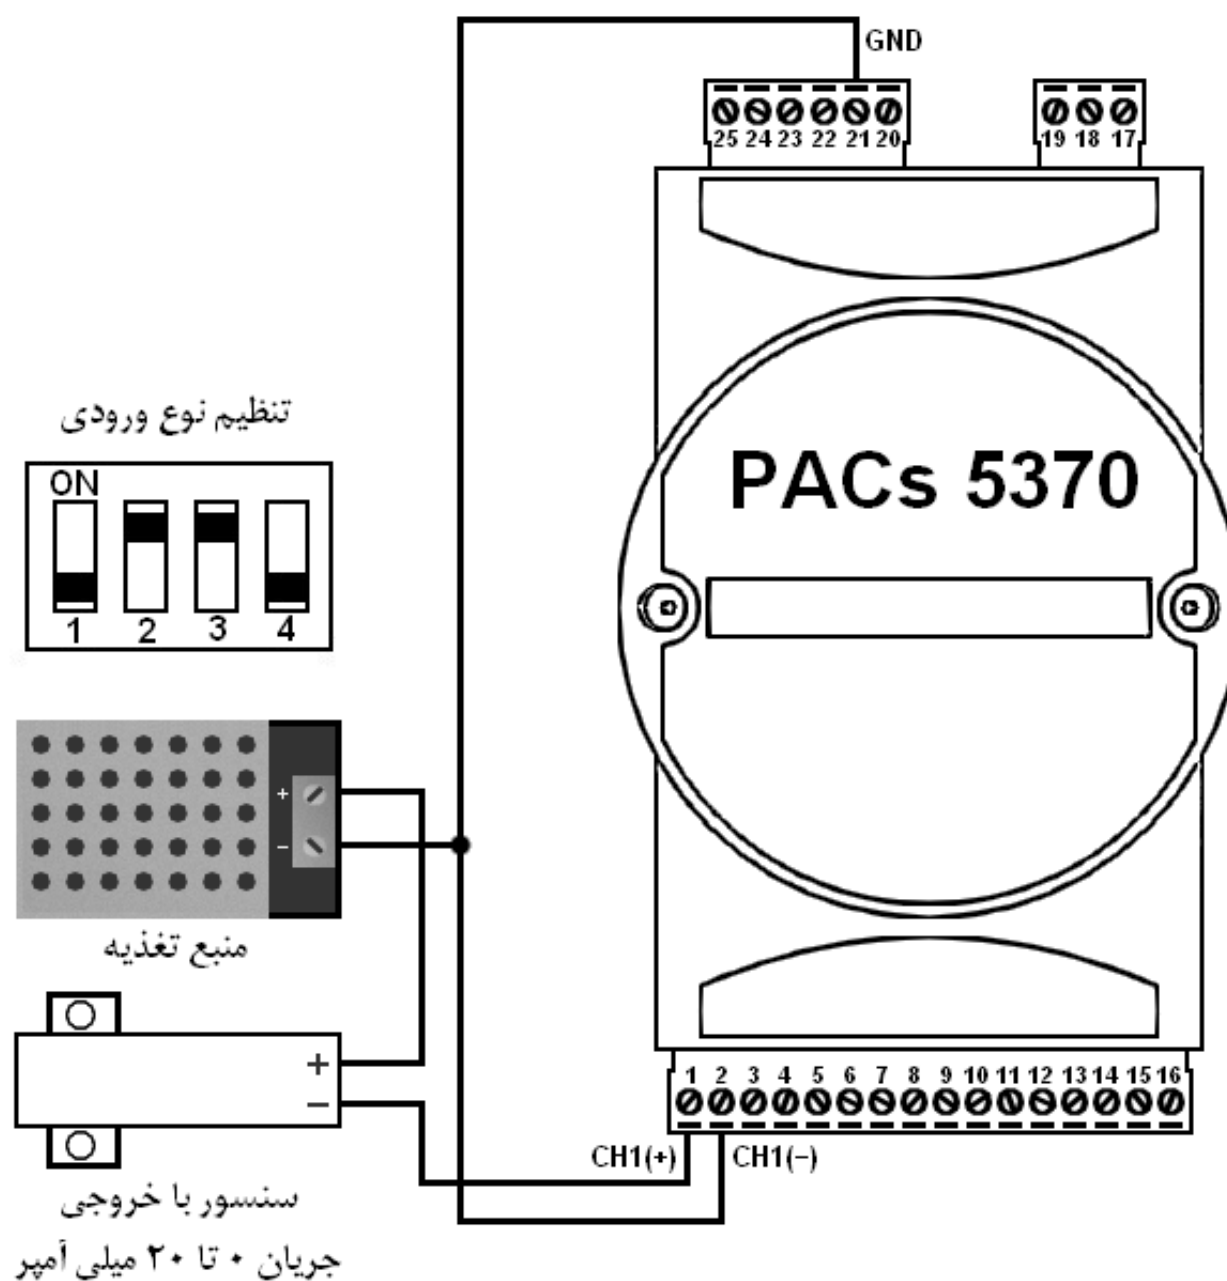 GND
25 24 23 22 21 20
19 18 17
تنظیم نوع ورودی
ON
1 2 3 4
PACs 5370
+
−
منبع تغذیه
+
−
1 2 3 4 5 6 7 8 9 10 11 12 13 14 15 16
CH1(+)
CH1(−)
سنسور با خروجی
جریان ۰ تا ۲۰ میلی آمپر